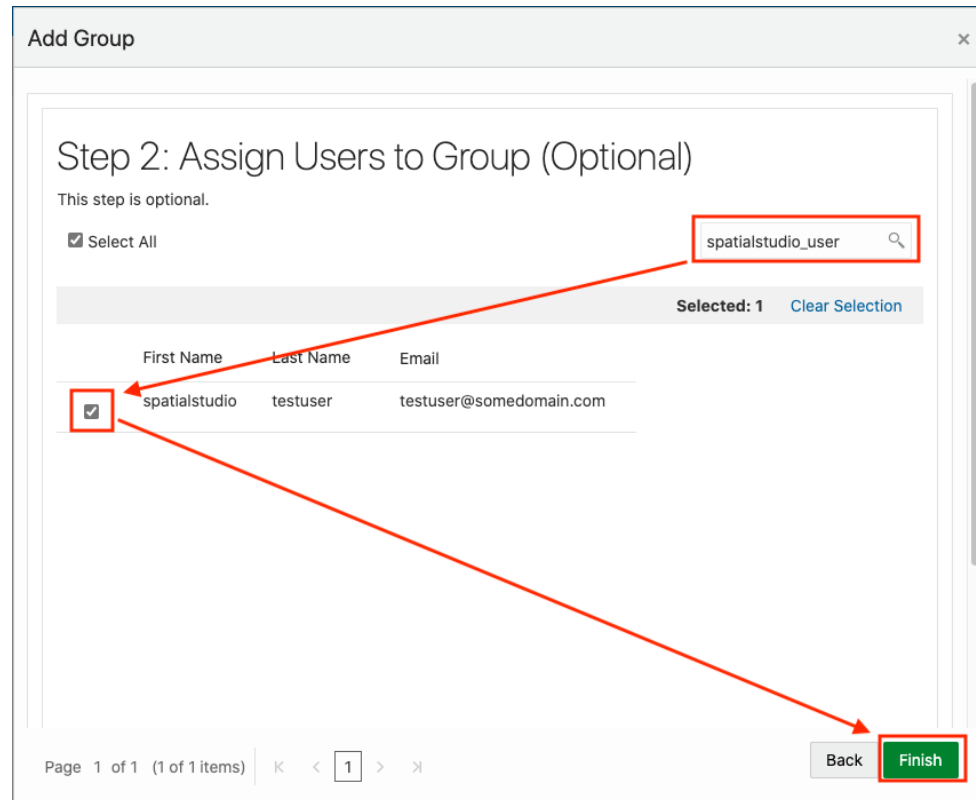 Add Group
×
Step 2: Assign Users to Group (Optional)
This step is optional.
Select All
spatialstudio_user
Selected: 1 Clear Selection
First Name Last Name Email
spatialstudio testuser testuser@somedomain.com
Page 1 of 1 (1 of 1 items) K < 1 > >|
Back Finish